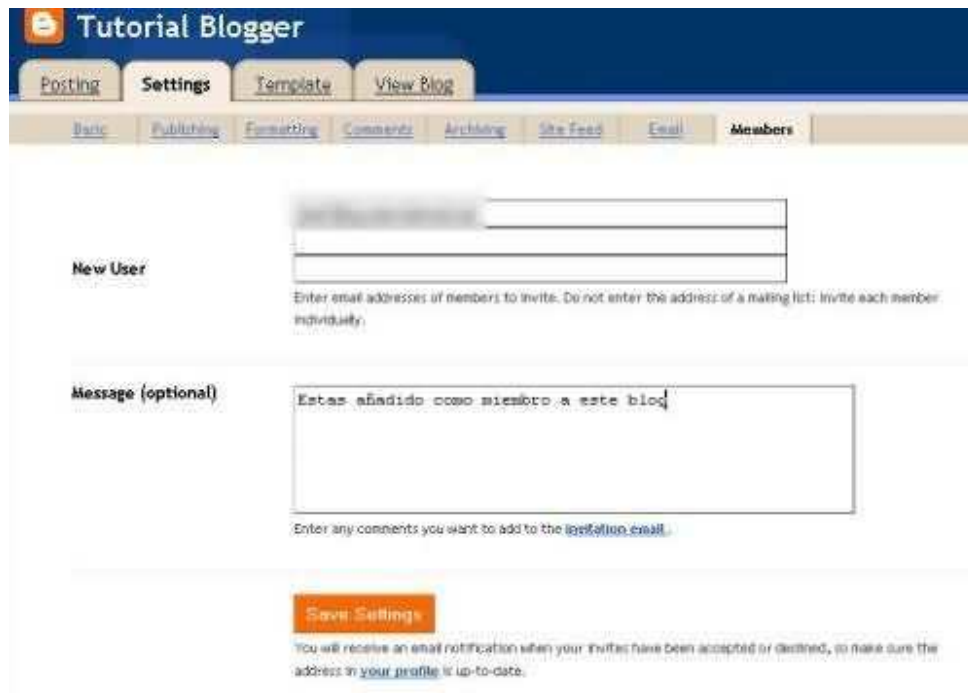 Tutorial Blogger
Posting Settings Template View Blog
Basic Publishing Formatting Comments Archiving Site Feed Email Members
New User
Enter email addresses of members to invite. Do not enter the address of a mailing list; invite each member
individually.
Message (optional)
Estas añadido como miembro a este blog
Enter any comments you want to add to the invitation email.
Save Settings
You will receive an email notification when your invites have been accepted or declined, so make sure the
address in your profile is up-to-date.